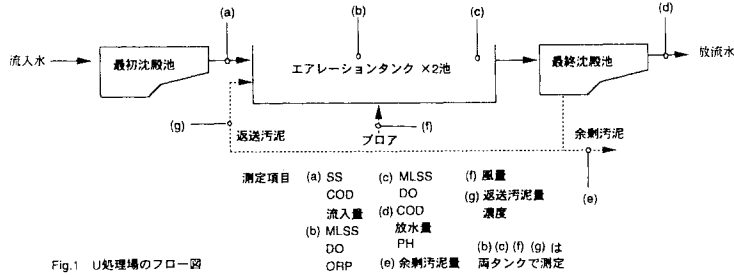 (a)
(b)
(c)
(d)
流入水
最初沈殿池
エアレーションタンク ×2池
最終沈殿池
放流水
(g)
返送汚泥
(f)
ブロア
余剰汚泥
(e)
測定項目 (a) SS (c) MLSS (f) 風量
COD DO (g) 返送汚泥量
流入量 (d) COD 濃度
(b) MLSS 放水量
DO PH (b) (c) (f) (g) は
ORP (e) 余剰汚泥量 両タンクで測定
Fig.1 U処理場のフロー図